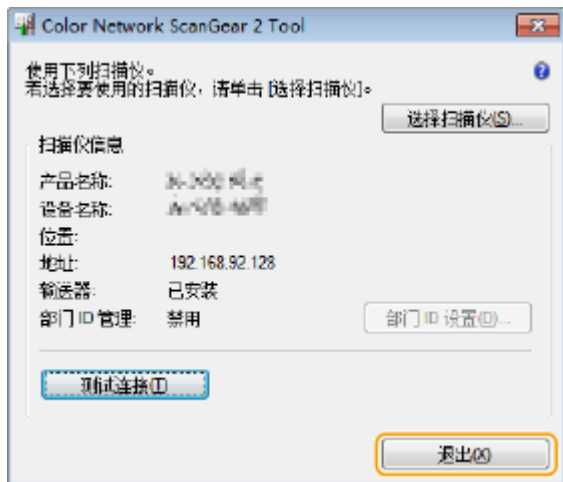 Color Network ScanGear 2 Tool
使用下列扫描仪。
若选择要使用的扫描仪，请单击 [选择扫描仪]。
选择扫描仪(S)...
扫描仪信息
产品名称:
设备名称:
位置:
地址: 192.168.92.128
输送器: 已安装
部门 ID 管理: 禁用
部门 ID 设置(D)...
测试连接(T)
退出(X)